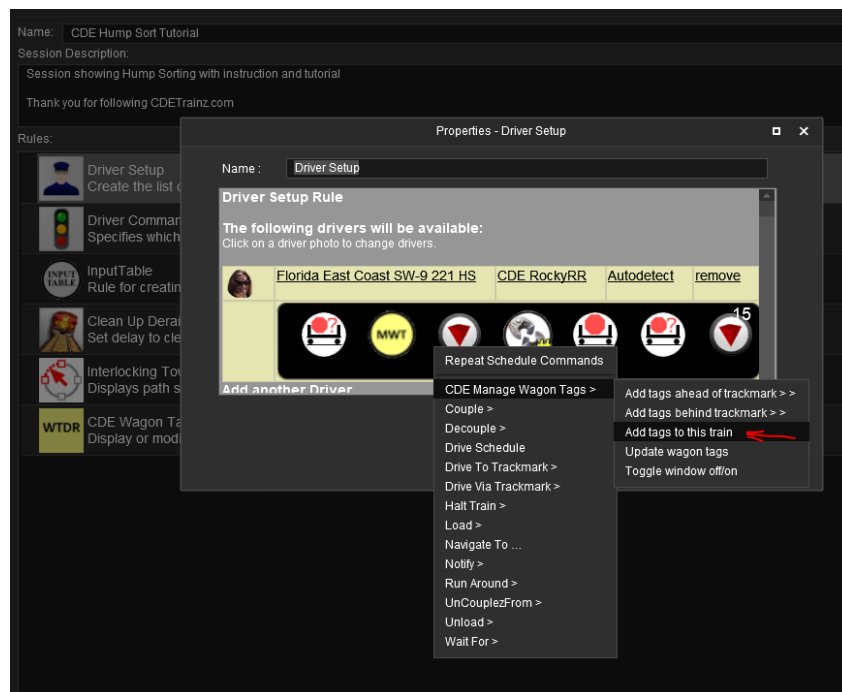 Name: CDE Hump Sort Tutorial
Session Description:
Session showing Hump Sorting with instruction and tutorial
Thank you for following CDETrainz.com
Rules:
Driver Setup
Create the list
Driver Comman
Specifies which
INPUT
TABLE
InputTable
Rule for creatin
Clean Up Derai
Set delay to cle
Interlocking To
Displays path s
WTDR
CDE Wagon Ta
Display or modi
Properties - Driver Setup
Name : Driver Setup
Driver Setup Rule
The following drivers will be available:
Click on a driver photo to change drivers.
Florida East Coast SW-9 221 HS CDE RockyRR Autodetect remove
? MWT ? 15
Add another Driver
Repeat Schedule Commands
CDE Manage Wagon Tags >
Couple >
Decouple >
Drive Schedule
Drive To Trackmark >
Drive Via Trackmark >
Halt Train >
Load >
Navigate To ...
Notify >
Run Around >
UnCouplezFrom >
Unload >
Wait For >
Add tags ahead of trackmark > >
Add tags behind trackmark > >
Add tags to this train
Update wagon tags
Toggle window off/on